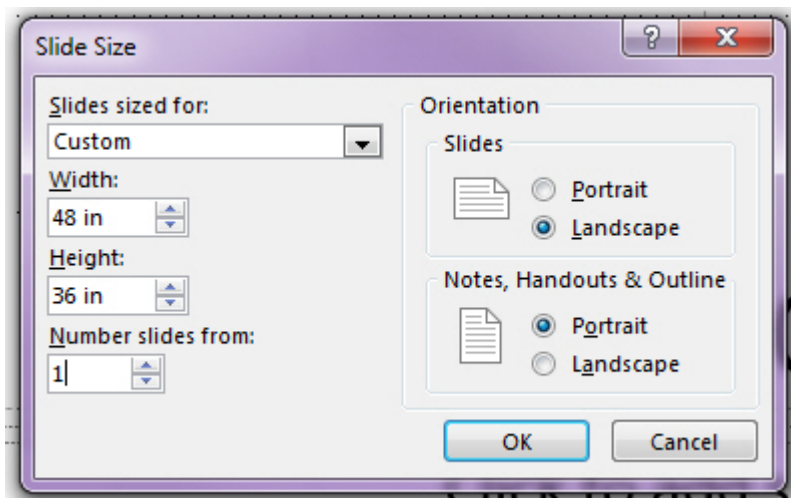 Slide Size
Slides sized for:
Custom
Width:
48 in
Height:
36 in
Number slides from:
1
Orientation
Slides
Portrait
Landscape
Notes, Handouts & Outline
Portrait
Landscape
OK
Cancel